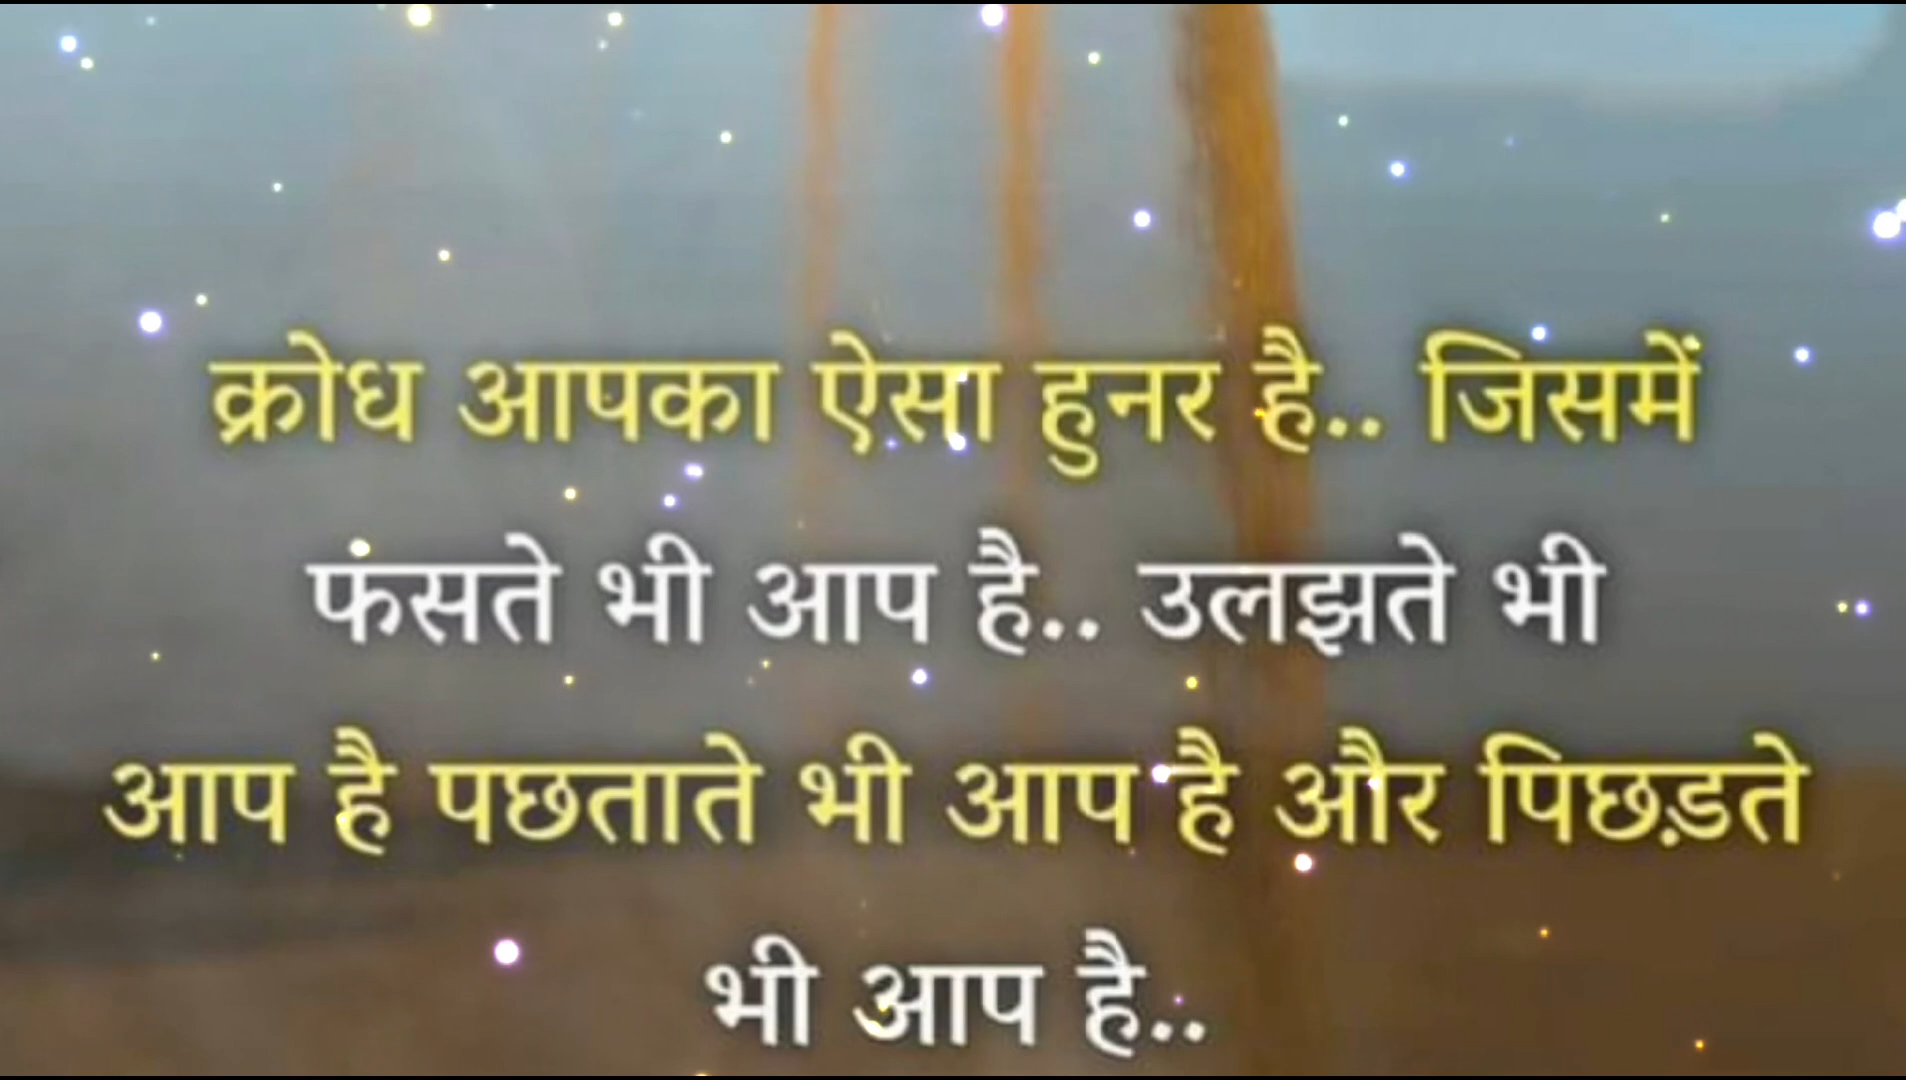 क्रोध आपका ऐसा हुनर है.. जिसमें
फंसते भी आप है.. उलझते भी
आप है पछताते भी आप है और पिछड़ते
भी आप है..